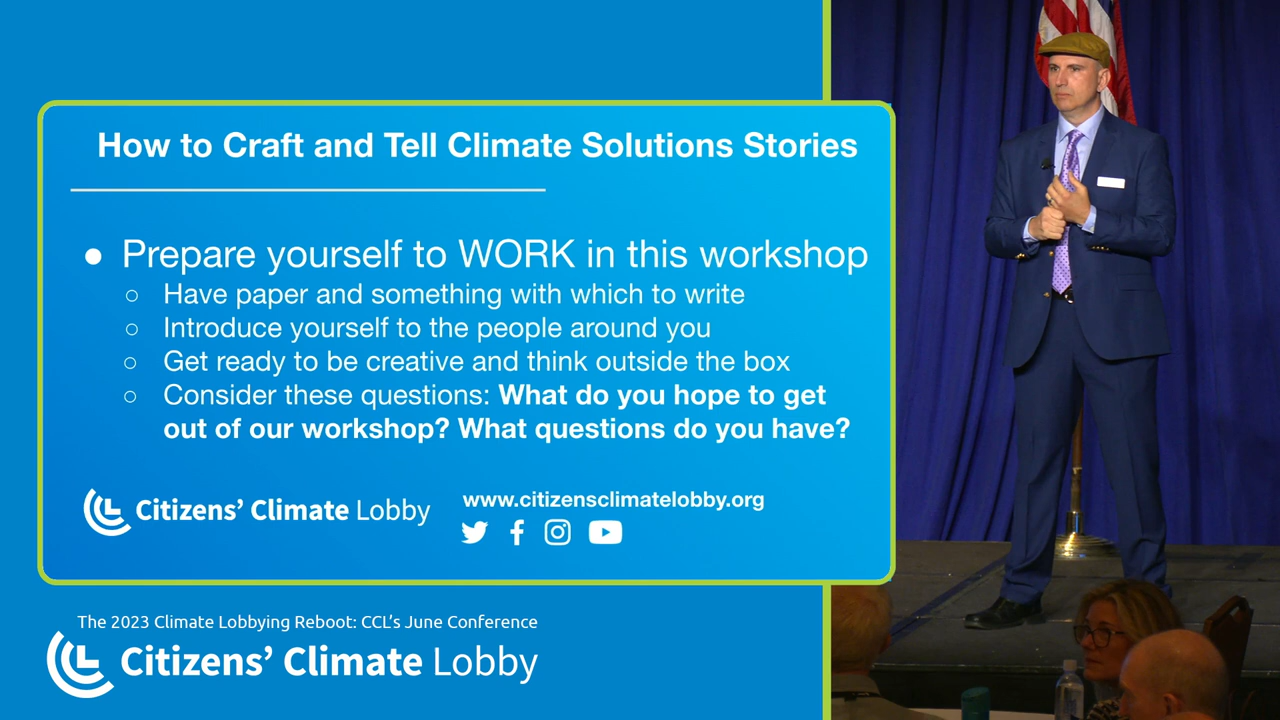 How to Craft and Tell Climate Solutions Stories
● Prepare yourself to WORK in this workshop
○ Have paper and something with which to write
○ Introduce yourself to the people around you
○ Get ready to be creative and think outside the box
○ Consider these questions: What do you hope to get
out of our workshop? What questions do you have?
Citizens’ Climate Lobby
www.citizensclimatelobby.org
The 2023 Climate Lobbying Reboot: CCL’s June Conference
Citizens’ Climate Lobby